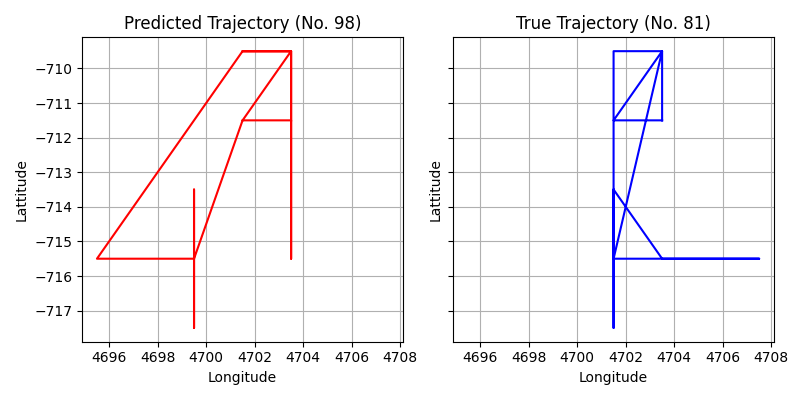 Predicted Trajectory (No. 98)
True Trajectory (No. 81)
−710
−711
−712
−713
−714
−715
−716
−717
Lattitude
Lattitude
4696 4698 4700 4702 4704 4706 4708
4696 4698 4700 4702 4704 4706 4708
Longitude
Longitude